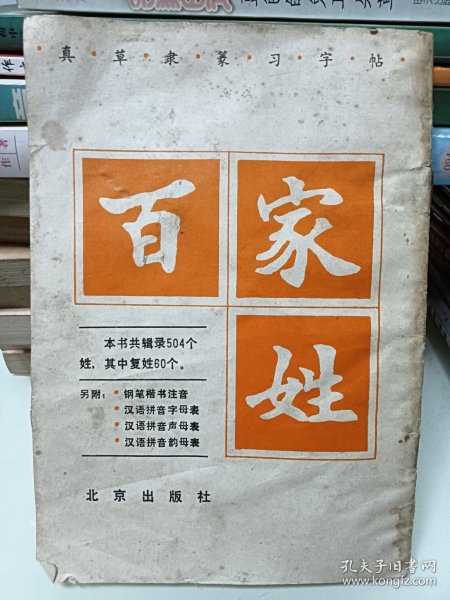 ·真·草·隶·篆·习·字·帖·
百家
姓
本书共辑录504个
姓,其中复姓60个。
另附:·钢笔楷书注音
·汉语拼音字母表
·汉语拼音声母表
·汉语拼音韵母表
北京出版社
孔夫子旧书网
www.kongfz.com